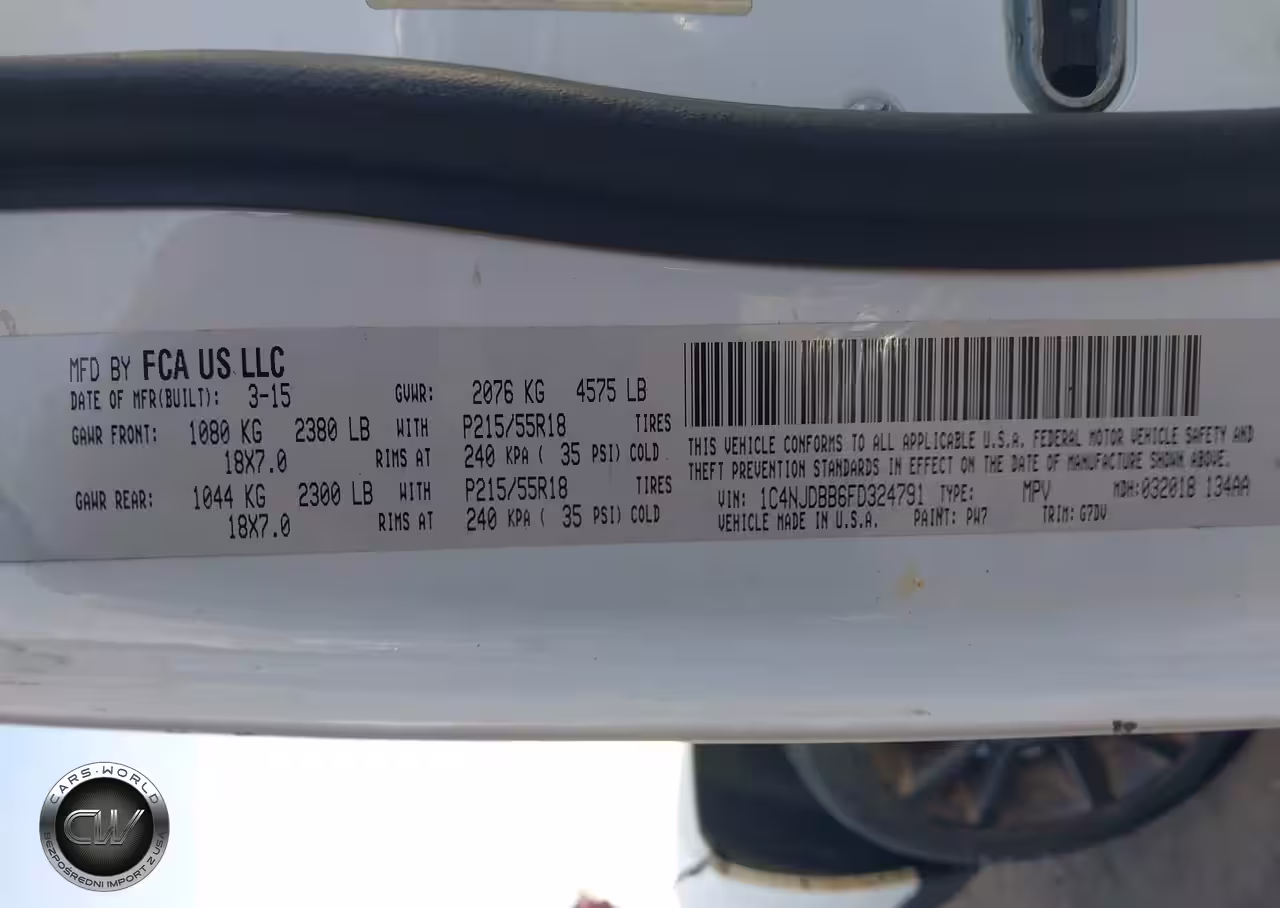 MFD BY FCA US LLC
DATE OF MFR(BUILT): 3-15 GVWR: 2076 KG 4575 LB
GAWR FRONT: 1080 KG 2380 LB WITH P215/55R18 TIRES
18X7.0 RIMS AT 240 KPA ( 35 PSI) COLD
GAWR REAR: 1044 KG 2300 LB WITH P215/55R18 TIRES
18X7.0 RIMS AT 240 KPA ( 35 PSI) COLD
THIS VEHICLE CONFORMS TO ALL APPLICABLE U.S.A. FEDERAL MOTOR VEHICLE SAFETY AND
THEFT PREVENTION STANDARDS IN EFFECT ON THE DATE OF MANUFACTURE SHOWN ABOVE.
VIN: 1C4NJDBB6FD324791 TYPE: MPV MDH:032018 134AA
VEHICLE MADE IN U.S.A. PAINT: PW7 TRIM: G7DV
CARS-WORLD
CW
BEZPOŚREDNI IMPORT Z USA